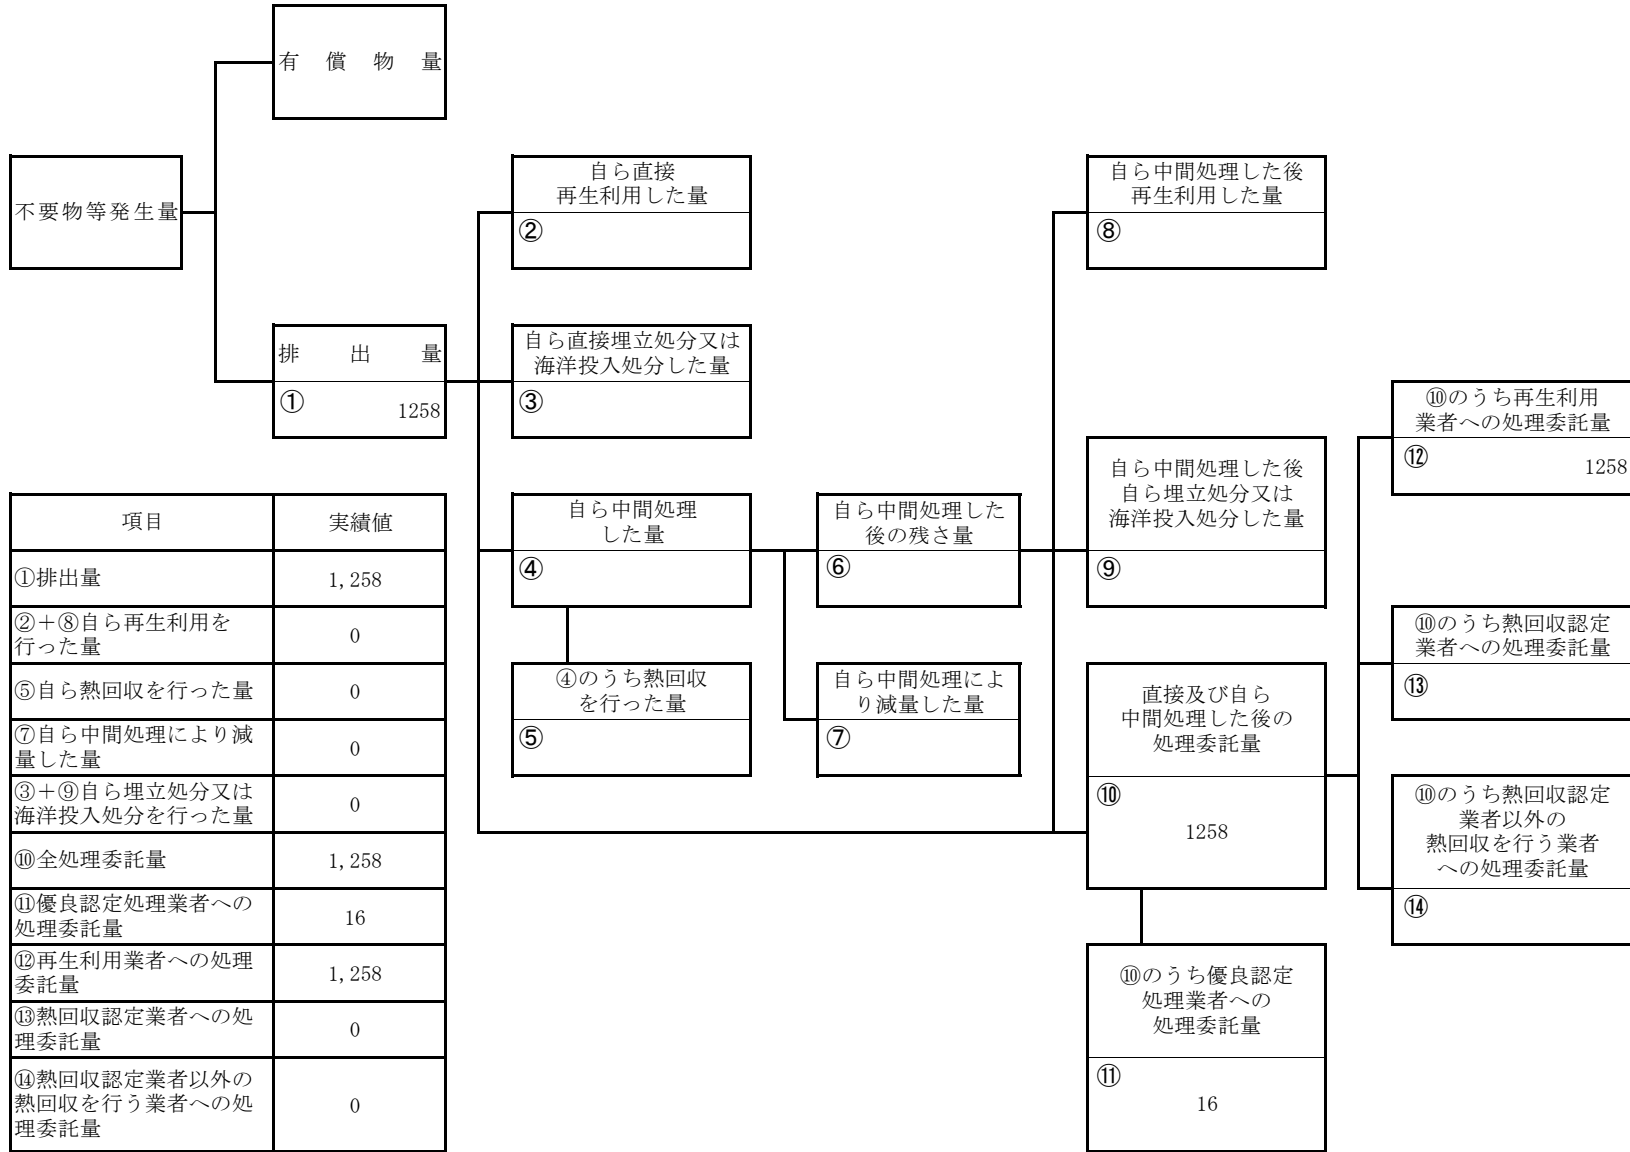 有償物量
不要物等発生量
自ら直接
再生利用した量
②
自ら中間処理した後
再生利用した量
⑧
排出量
①
1258
自ら直接埋立処分又は
海洋投入処分した量
③
⑩のうち再生利用
業者への処理委託量
⑫
1258
自ら中間処理
した量
④
自ら中間処理した
後の残さ量
⑥
自ら中間処理した後
自ら埋立処分又は
海洋投入処分した量
⑨
④のうち熱回収
を行った量
⑤
自ら中間処理によ
り減量した量
⑦
直接及び自ら
中間処理した後の
処理委託量
⑩
1258
⑩のうち熱回収認定
業者への処理委託量
⑬
⑩のうち熱回収認定
業者以外の
熱回収を行う業者
への処理委託量
⑭
⑩のうち優良認定
処理業者への
処理委託量
⑪
16
項目 実績値
①排出量 1,258
②＋⑧自ら再生利用を
行った量 0
⑤自ら熱回収を行った量 0
⑦自ら中間処理により減
量した量 0
③＋⑨自ら埋立処分又は
海洋投入処分を行った量 0
⑩全処理委託量 1,258
⑪優良認定処理業者への
処理委託量 16
⑫再生利用業者への処理
委託量 1,258
⑬熱回収認定業者への処
理委託量 0
⑭熱回収認定業者以外の
熱回収を行う業者への処
理委託量 0